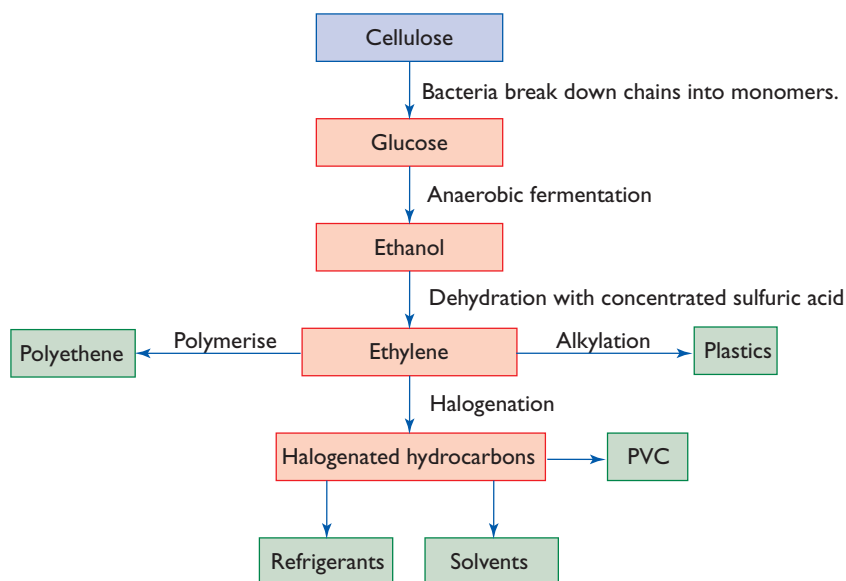 Cellulose
Bacteria break down chains into monomers.
Glucose
Anaerobic fermentation
Ethanol
Dehydration with concentrated sulfuric acid
Polyethene
Polymerise
Ethylene
Alkylation
Plastics
Halogenation
Halogenated hydrocarbons
PVC
Refrigerants
Solvents